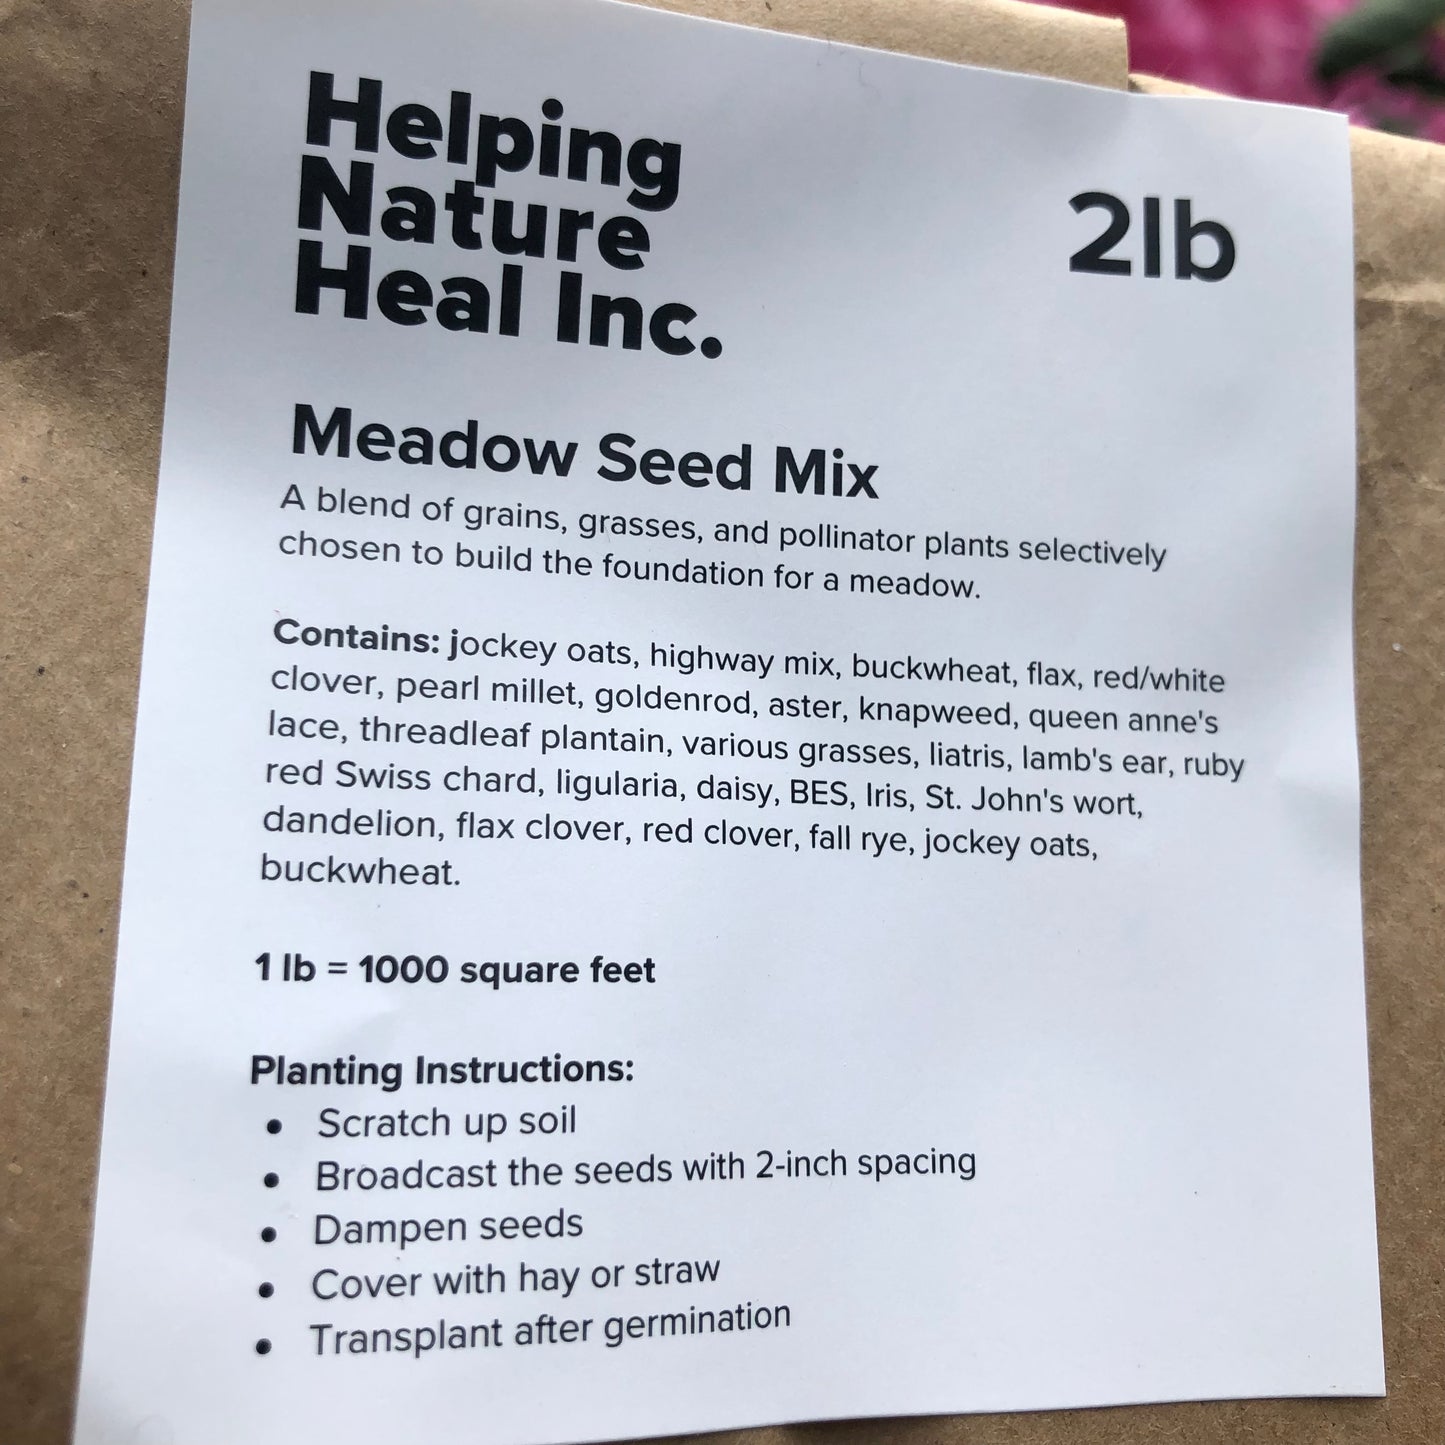 Helping
Nature
Heal Inc.
2lb
Meadow Seed Mix
A blend of grains, grasses, and pollinator plants selectively
chosen to build the foundation for a meadow.
Contains: jockey oats, highway mix, buckwheat, flax, red/white
clover, pearl millet, goldenrod, aster, knapweed, queen anne's
lace, threadleaf plantain, various grasses, liatris, lamb's ear, ruby
red Swiss chard, ligularia, daisy, BES, Iris, St. John's wort,
dandelion, flax clover, red clover, fall rye, jockey oats,
buckwheat.
1 lb = 1000 square feet
Planting Instructions:
• Scratch up soil
• Broadcast the seeds with 2-inch spacing
• Dampen seeds
• Cover with hay or straw
• Transplant after germination